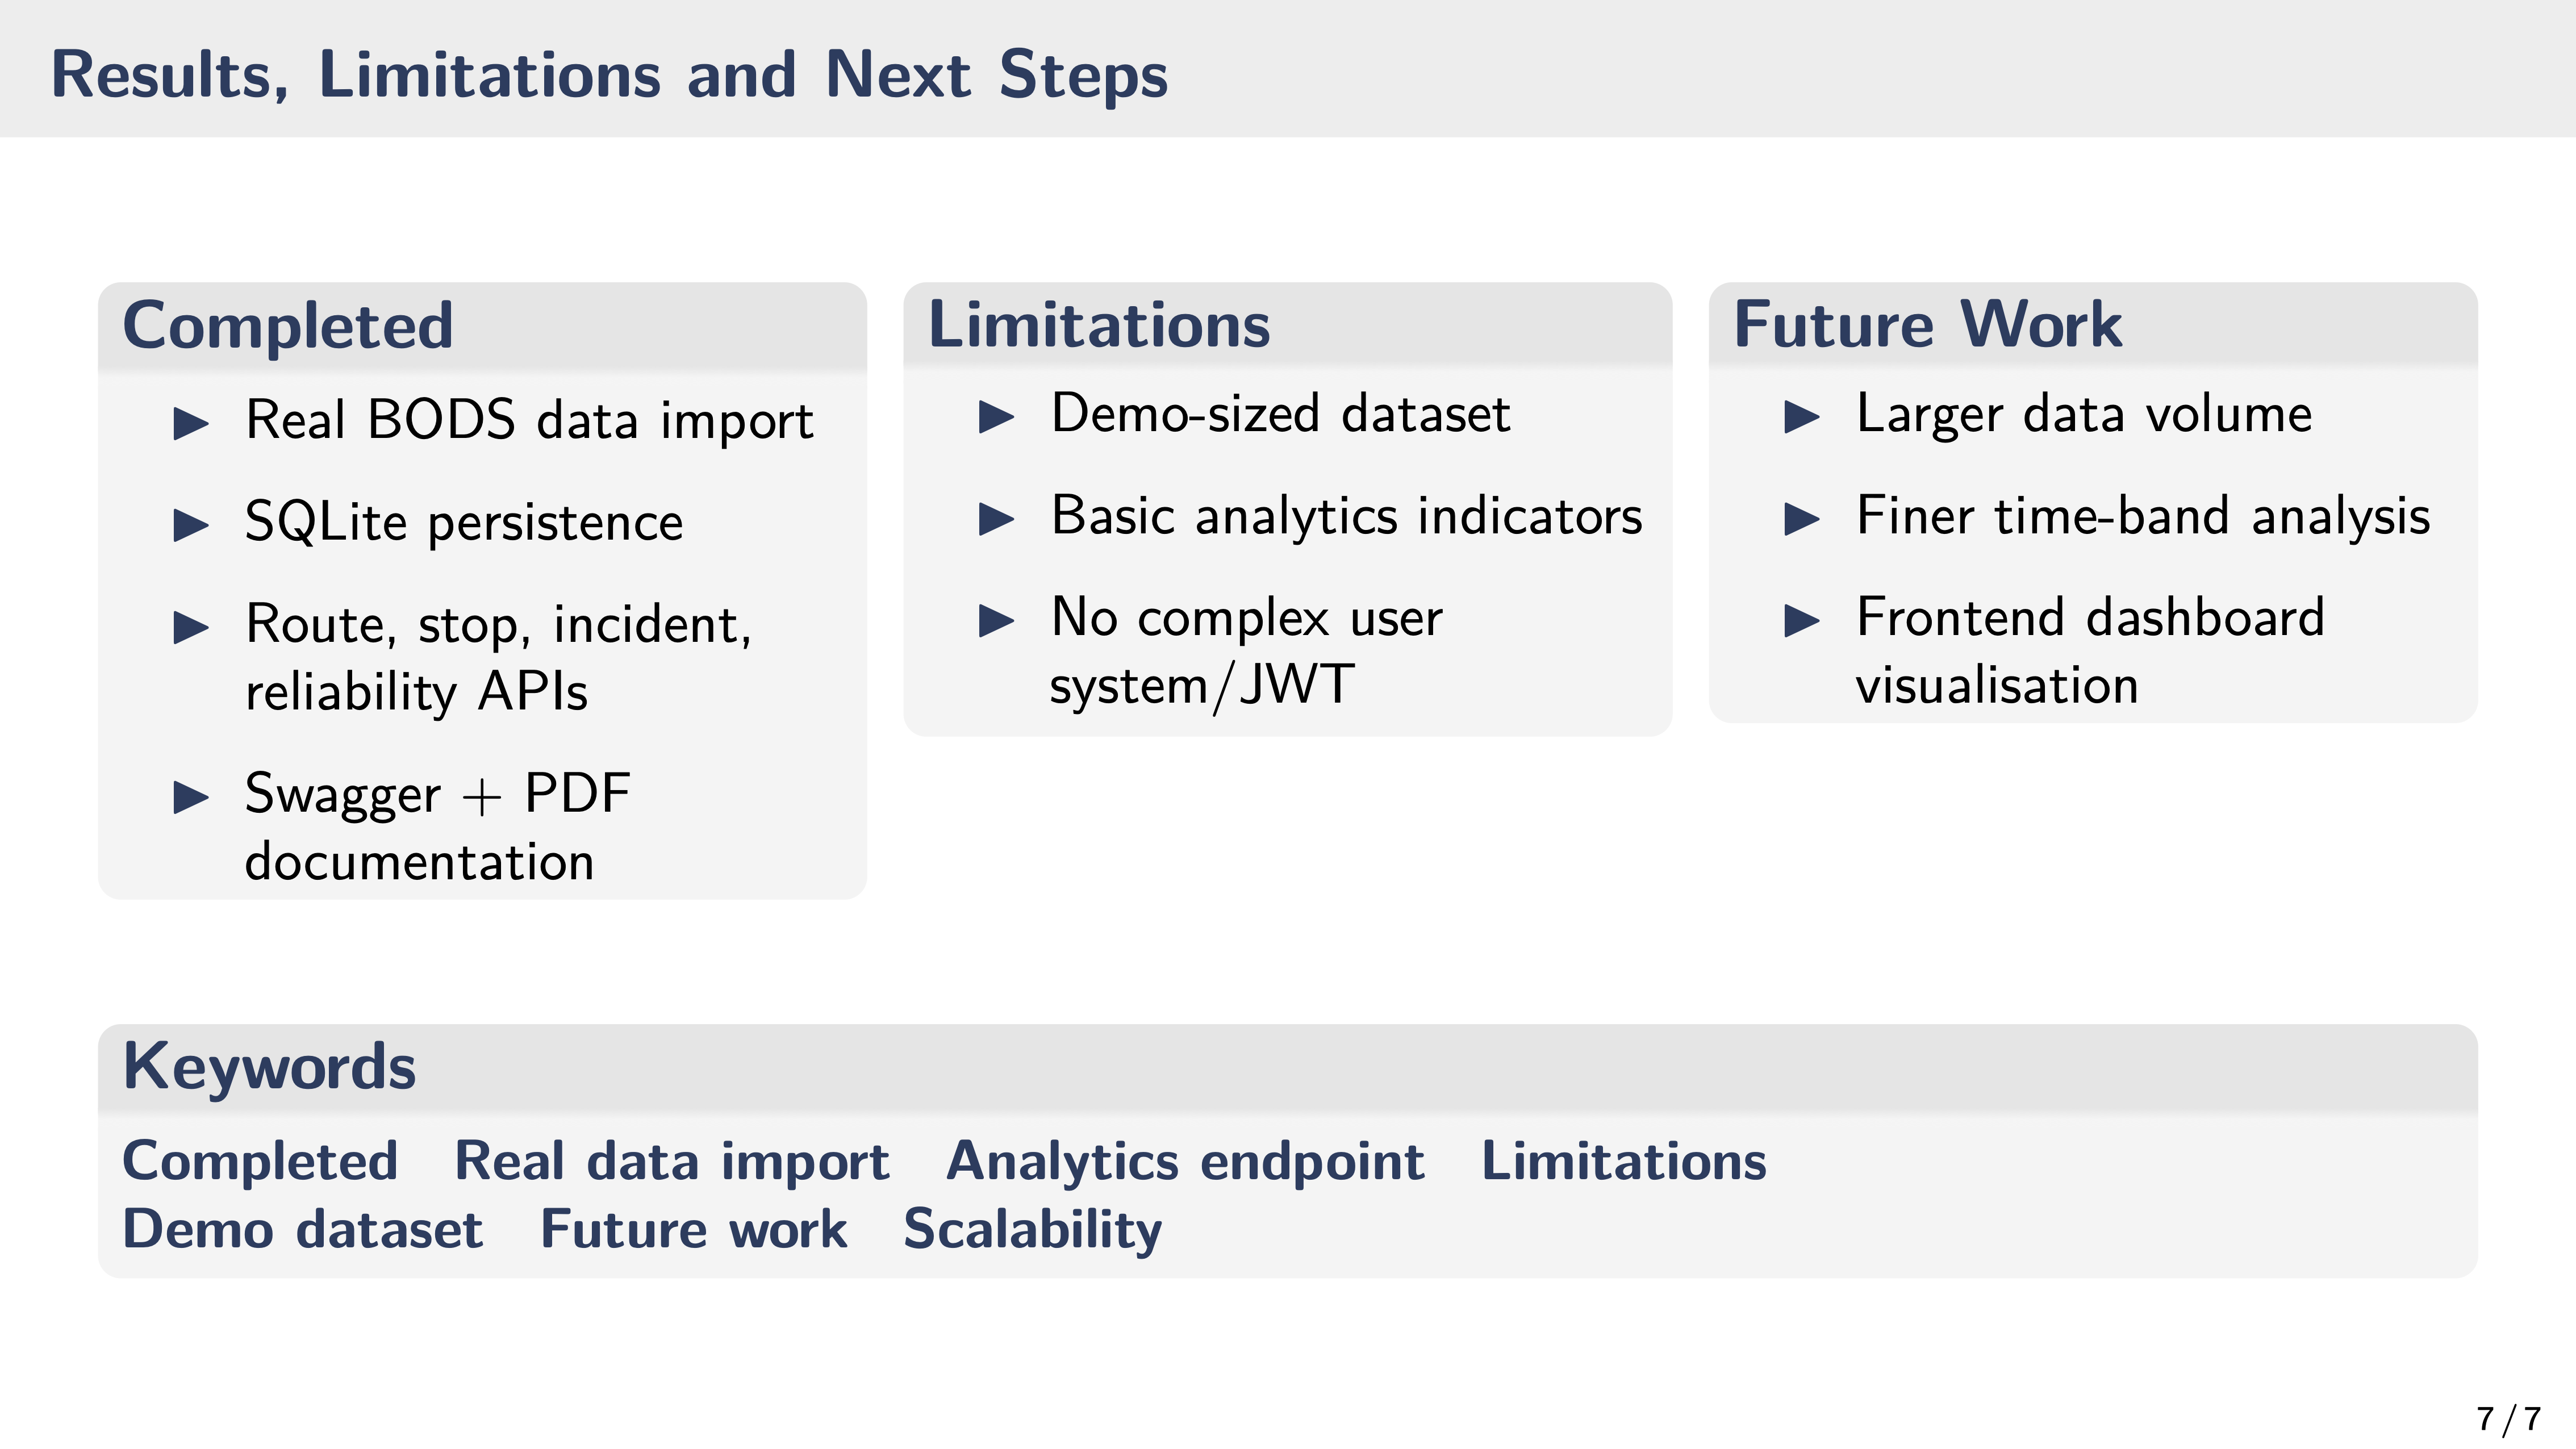 Results, Limitations and Next Steps
Completed
Real BODS data import
SQLite persistence
Route, stop, incident,
reliability APIs
Swagger + PDF
documentation
Limitations
Demo-sized dataset
Basic analytics indicators
No complex user
system/JWT
Future Work
Larger data volume
Finer time-band analysis
Frontend dashboard
visualisation
Keywords
Completed Real data import Analytics endpoint Limitations
Demo dataset Future work Scalability
7 / 7